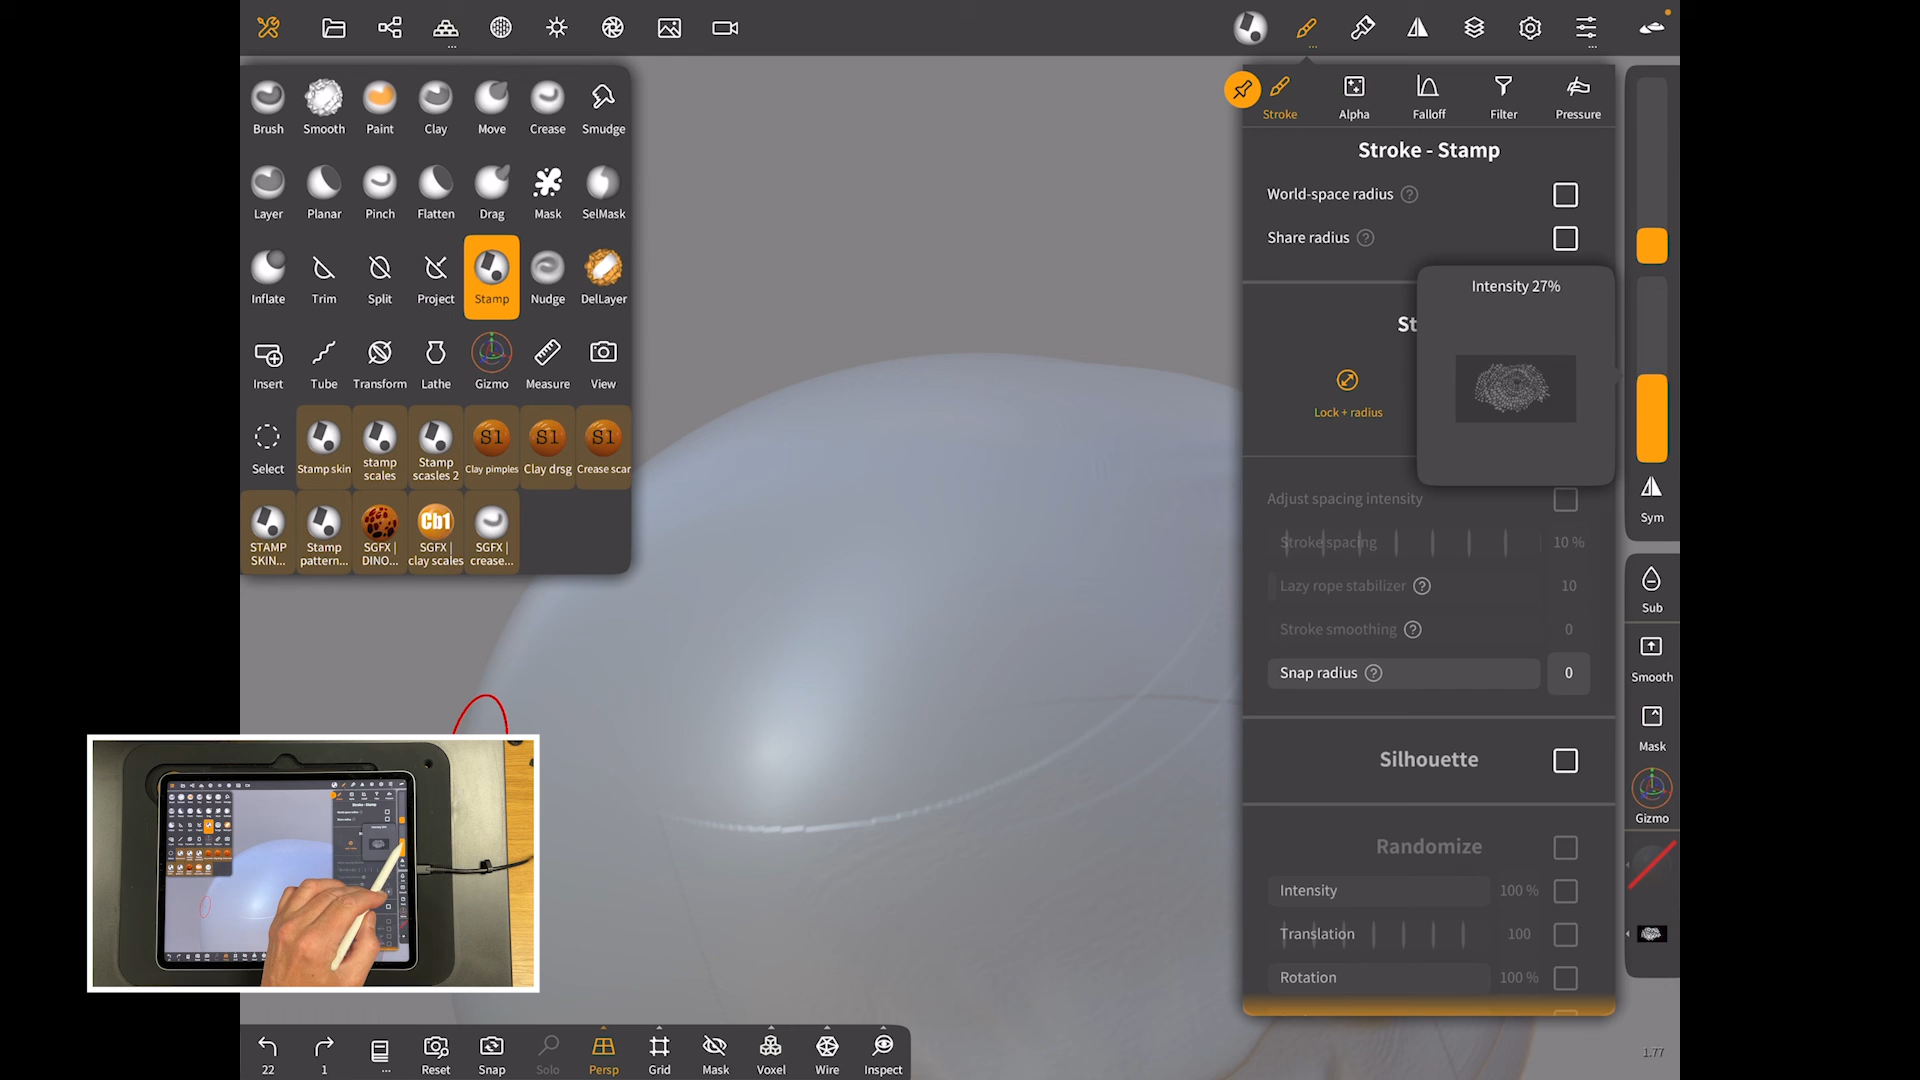 Brush Smooth Paint Clay Move Crease Smudge
Layer Planar Pinch Flatten Drag Mask SelMask
Inflate Trim Split Project Stamp Nudge DelLayer
Insert Tube Transform Lathe Gizmo Measure View
S1 S1 S1
Select Stamp skin stamp scales Stamp scasles 2 Clay pimples Clay drsg Crease scar
Cb1
STAMP SKIN... Stamp pattern... SGFX | DINO... SGFX | clay scales SGFX | crease...
Stroke Alpha Falloff Filter Pressure
Stroke - Stamp
World-space radius ?
Share radius ?
Intensity 27%
St
Lock + radius
Adjust spacing intensity
Stroke spacing 10 %
Lazy rope stabilizer ? 10
Stroke smoothing ? 0
Snap radius ? 0
Silhouette
Randomize
Intensity 100 %
Translation 100
Rotation 100 %
Sym
Sub
Smooth
Mask
Gizmo
22 1 ... Reset Snap Solo Persp Grid Mask Voxel Wire Inspect
1.77